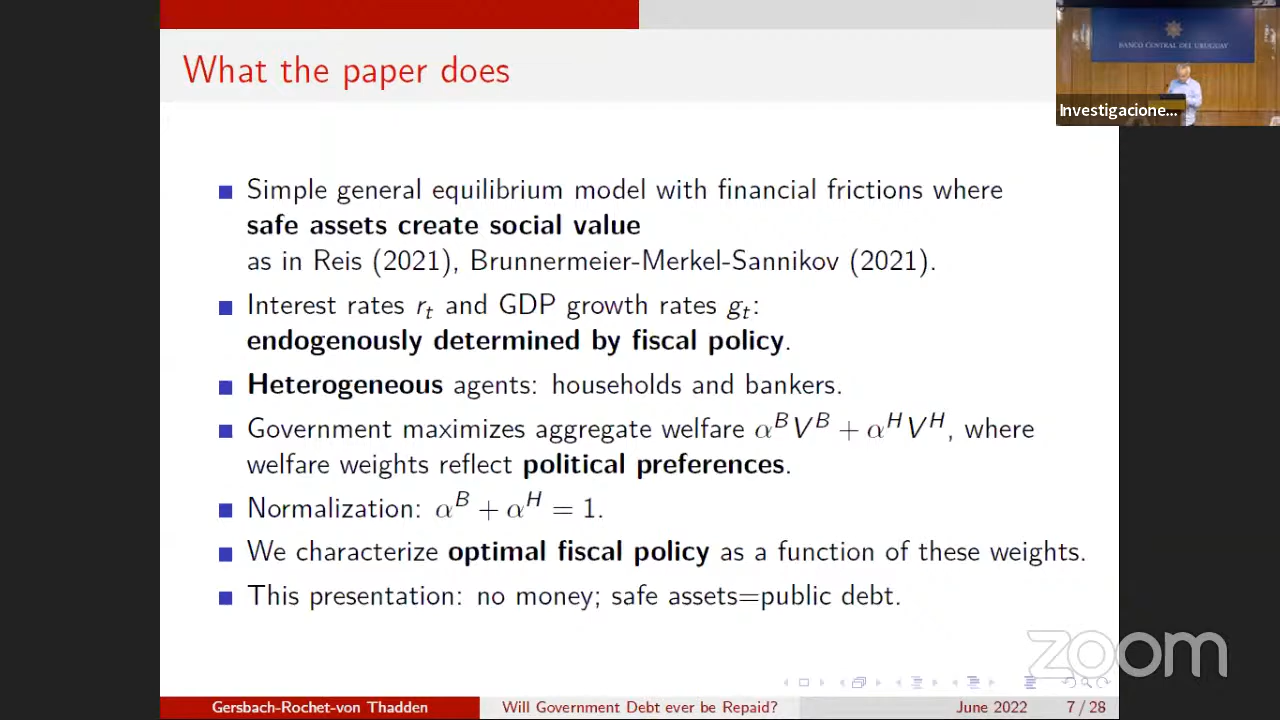 What the paper does
BANCO CENTRAL DEL URUGUAY
Investigacione...
Simple general equilibrium model with financial frictions where
safe assets create social value
as in Reis (2021), Brunnermeier-Merkel-Sannikov (2021).
Interest rates r_t and GDP growth rates g_t:
endogenously determined by fiscal policy.
Heterogeneous agents: households and bankers.
Government maximizes aggregate welfare α^B V^B + α^H V^H, where
welfare weights reflect political preferences.
Normalization: α^B + α^H = 1.
We characterize optimal fiscal policy as a function of these weights.
This presentation: no money; safe assets=public debt.
zoom
Gersbach-Rochet-von Thadden Will Government Debt ever be Repaid? June 2022 7 / 28